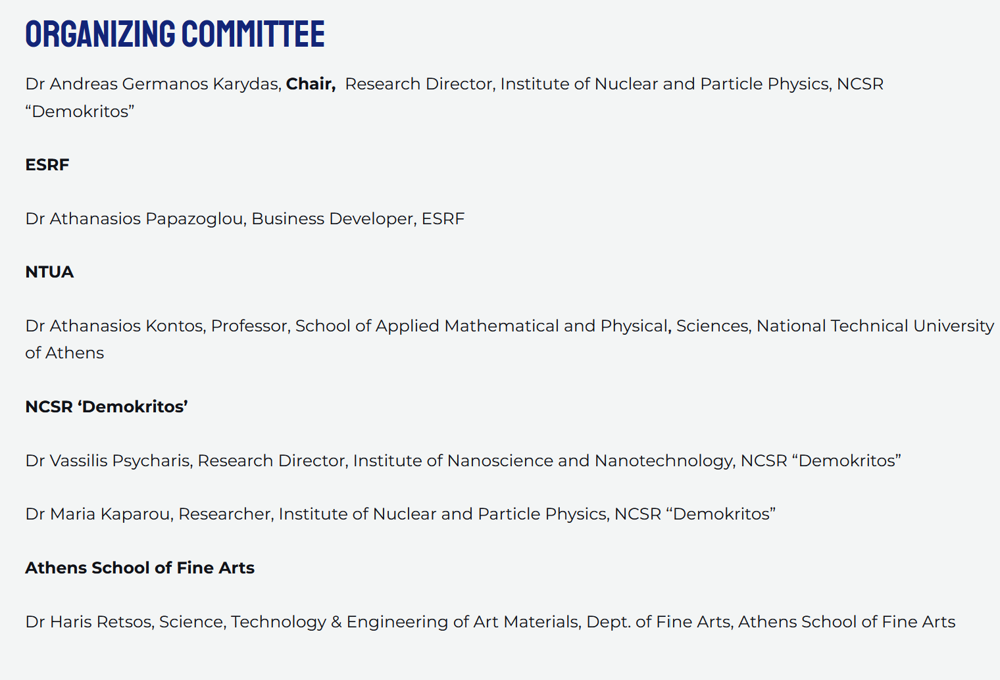 ORGANIZING COMMITTEE
Dr Andreas Germanos Karydas, Chair,  Research Director, Institute of Nuclear and Particle Physics, NCSR
“Demokritos”
ESRF
Dr Athanasios Papazoglou, Business Developer, ESRF
NTUA
Dr Athanasios Kontos, Professor, School of Applied Mathematical and Physical, Sciences, National Technical University
of Athens
NCSR ‘Demokritos’
Dr Vassilis Psycharis, Research Director, Institute of Nanoscience and Nanotechnology, NCSR “Demokritos”
Dr Maria Kaparou, Researcher, Institute of Nuclear and Particle Physics, NCSR “Demokritos”
Athens School of Fine Arts
Dr Haris Retsos, Science, Technology & Engineering of Art Materials, Dept. of Fine Arts, Athens School of Fine Arts